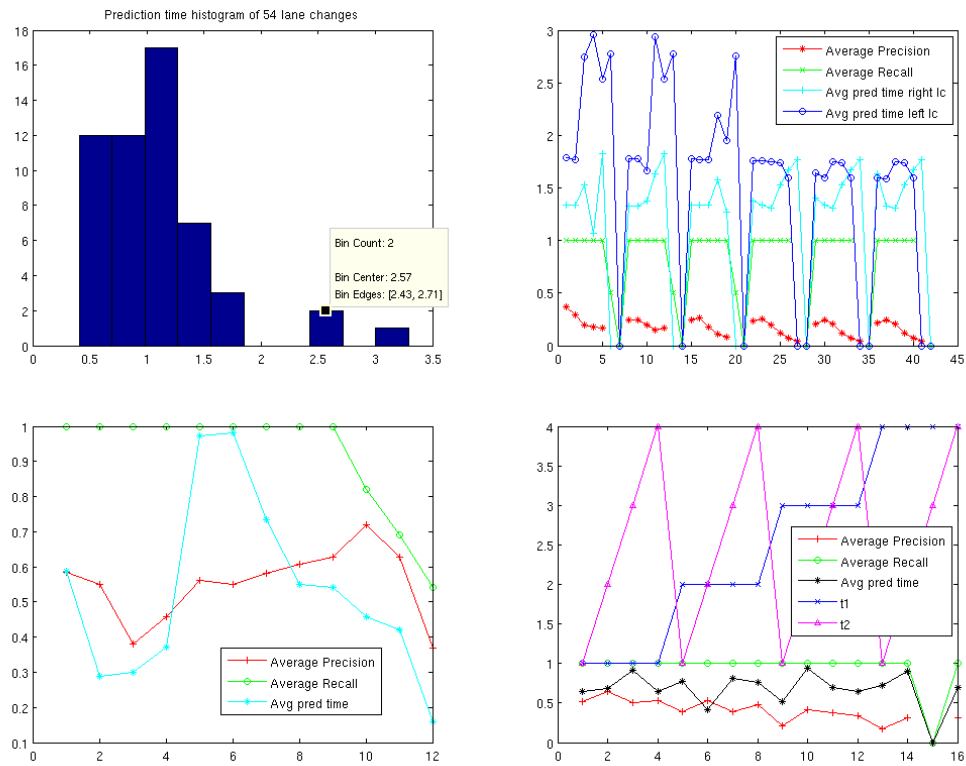 Prediction time histogram of 54 lane changes
18
16
14
12
10
8
6
4
2
0
0 0.5 1 1.5 2 2.5 3 3.5
Bin Count: 2
Bin Center: 2.57
Bin Edges: [2.43, 2.71]
3
2.5
2
1.5
1
0.5
0
0 5 10 15 20 25 30 35 40 45
Average Precision
Average Recall
Avg pred time right lc
Avg pred time left lc
1
0.9
0.8
0.7
0.6
0.5
0.4
0.3
0.2
0.1
0 2 4 6 8 10 12
Average Precision
Average Recall
Avg pred time
4
3.5
3
2.5
2
1.5
1
0.5
0
0 2 4 6 8 10 12 14 16
Average Precision
Average Recall
Avg pred time
t1
t2